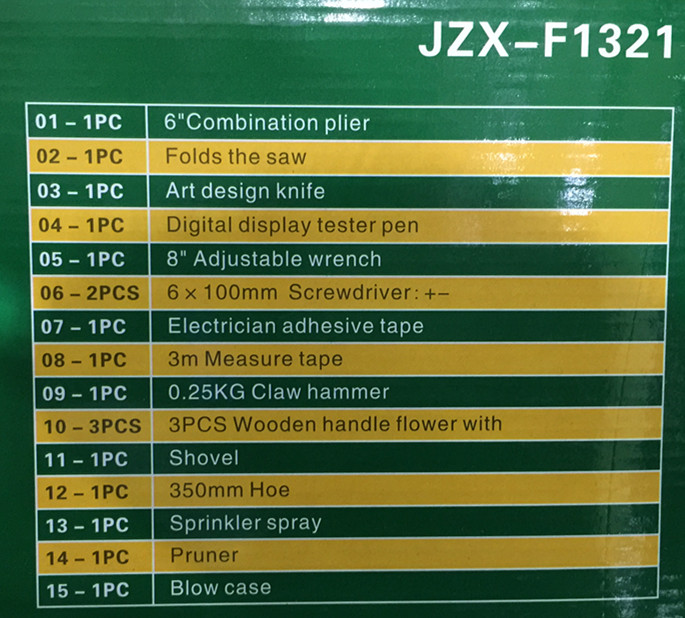 JZX-F1321
01 - 1PC 6"Combination plier
02 - 1PC Folds the saw
03 - 1PC Art design knife
04 - 1PC Digital display tester pen
05 - 1PC 8" Adjustable wrench
06 - 2PCS 6 × 100mm Screwdriver: +-
07 - 1PC Electrician adhesive tape
08 - 1PC 3m Measure tape
09 - 1PC 0.25KG Claw hammer
10 - 3PCS 3PCS Wooden handle flower with
11 - 1PC Shovel
12 - 1PC 350mm Hoe
13 - 1PC Sprinkler spray
14 - 1PC Pruner
15 - 1PC Blow case